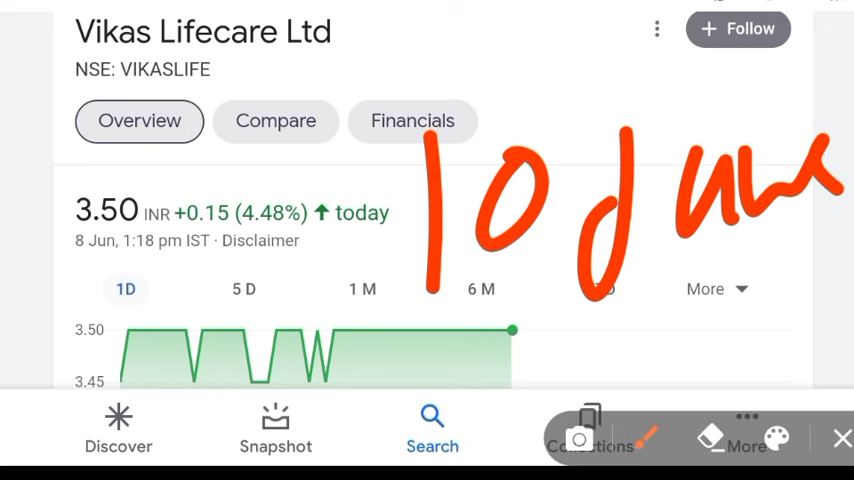 Vikas Lifecare Ltd
+ Follow
NSE: VIKASLIFE
Overview Compare Financials
10 June
3.50 INR +0.15 (4.48%) ↑ today
8 Jun, 1:18 pm IST · Disclaimer
1D 5 D 1 M 6 M More
3.50
3.45
Discover Snapshot Search Collections More